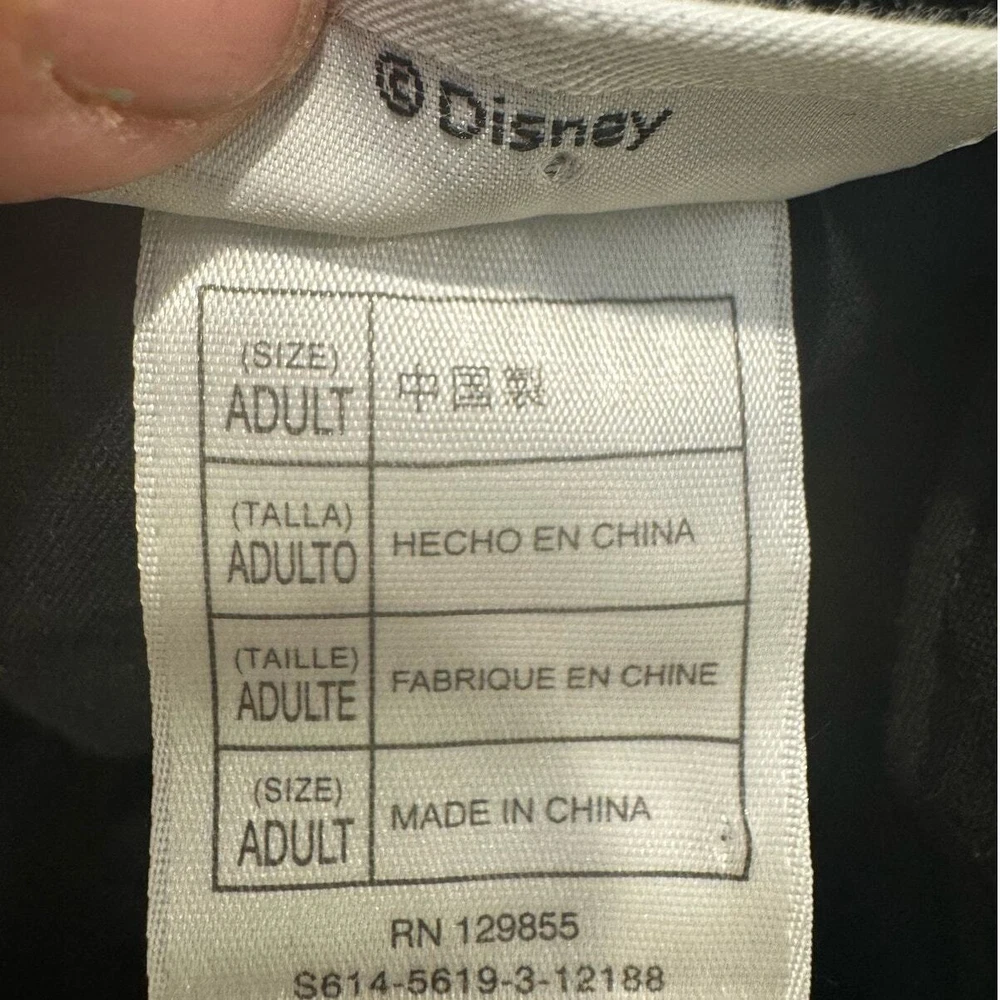 © Disney
(SIZE)
ADULT
中国製
(TALLA)
ADULTO
HECHO EN CHINA
(TAILLE)
ADULTE
FABRIQUE EN CHINE
(SIZE)
ADULT
MADE IN CHINA
RN 129855
S614-5619-3-12188